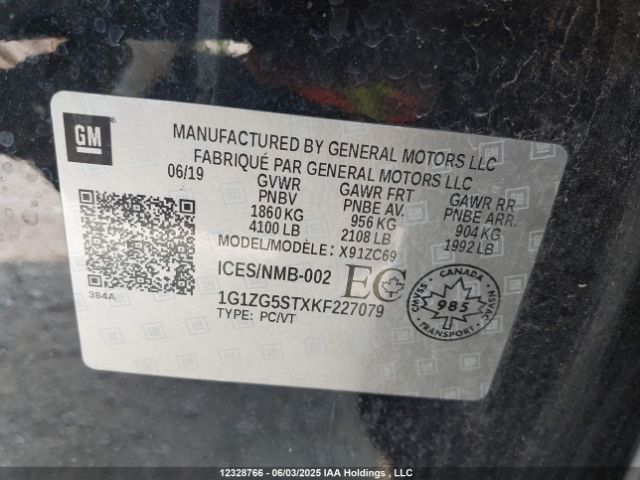 GM
MANUFACTURED BY GENERAL MOTORS LLC
FABRIQUÉ PAR GENERAL MOTORS LLC
06/19
GVWR
PNBV
1860 KG
4100 LB
GAWR FRT
PNBE AV.
956 KG
2108 LB
GAWR RR
PNBE ARR.
904 KG
1992 LB
MODEL/MODÈLE: X91ZC69
ICES/NMB-002
EC
384A
1G1ZG5STXKF227079
TYPE: PC/VT
CANADA
CMVSS
985
NSVAC
TRANSPORT
12328766 - 06/03/2025 IAA Holdings , LLC